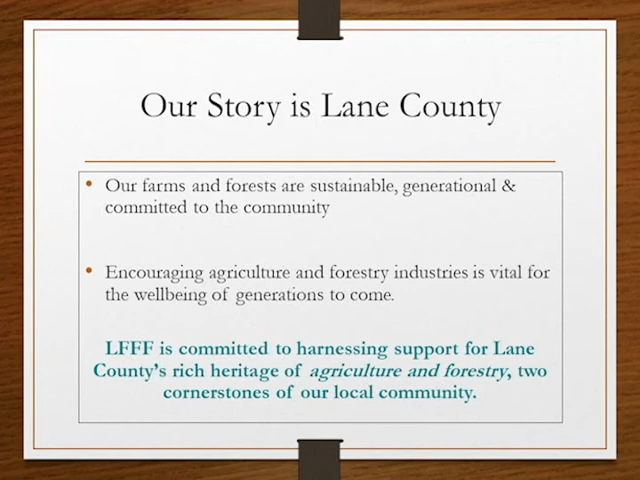 Our Story is Lane County
• Our farms and forests are sustainable, generational &
committed to the community
• Encouraging agriculture and forestry industries is vital for
the wellbeing of generations to come.
LFFF is committed to harnessing support for Lane
County's rich heritage of agriculture and forestry, two
cornerstones of our local community.